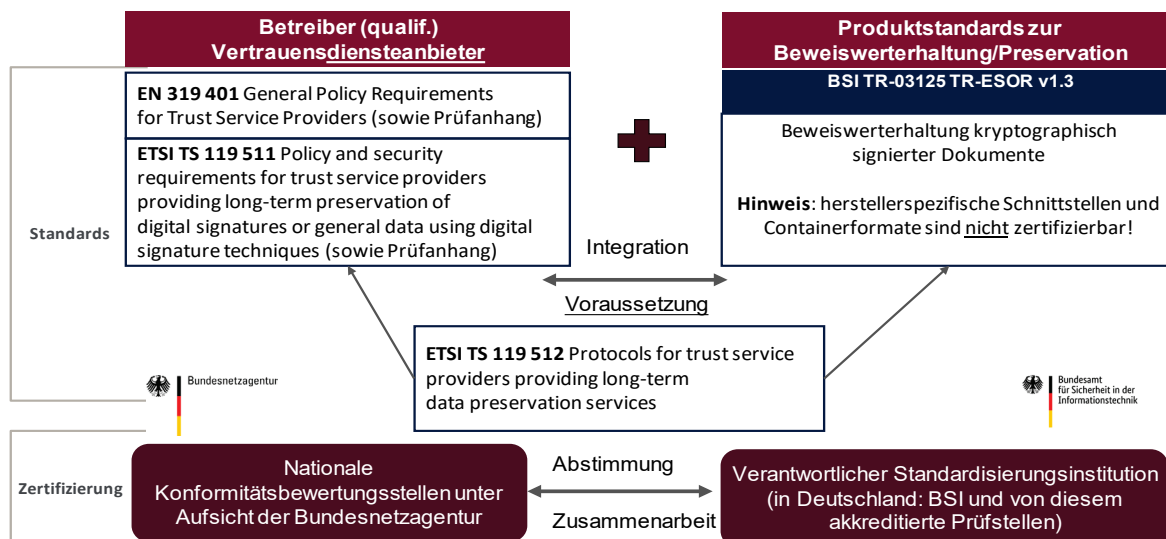 Betreiber (qualif.)
Vertrauensdiensteanbieter
Produktstandards zur
Beweiswerterhaltung/Preservation
BSI TR-03125 TR-ESOR v1.3
Standards
EN 319 401 General Policy Requirements
for Trust Service Providers (sowie Prüfanhang)
ETSI TS 119 511 Policy and security
requirements for trust service providers
providing long-term preservation of
digital signatures or general data using digital
signature techniques (sowie Prüfanhang)
Beweiswerterhaltung kryptographisch
signierter Dokumente
Hinweis: herstellerspezifische Schnittstellen und
Containerformate sind nicht zertifizierbar!
Integration
Voraussetzung
ETSI TS 119 512 Protocols for trust service
providers providing long-term
data preservation services
Bundesnetzagentur
Bundesamt
für Sicherheit in der
Informationstechnik
Zertifizierung
Nationale
Konformitätsbewertungsstellen unter
Aufsicht der Bundesnetzagentur
Abstimmung
Zusammenarbeit
Verantwortlicher Standardisierungsinstitution
(in Deutschland: BSI und von diesem
akkreditierte Prüfstellen)